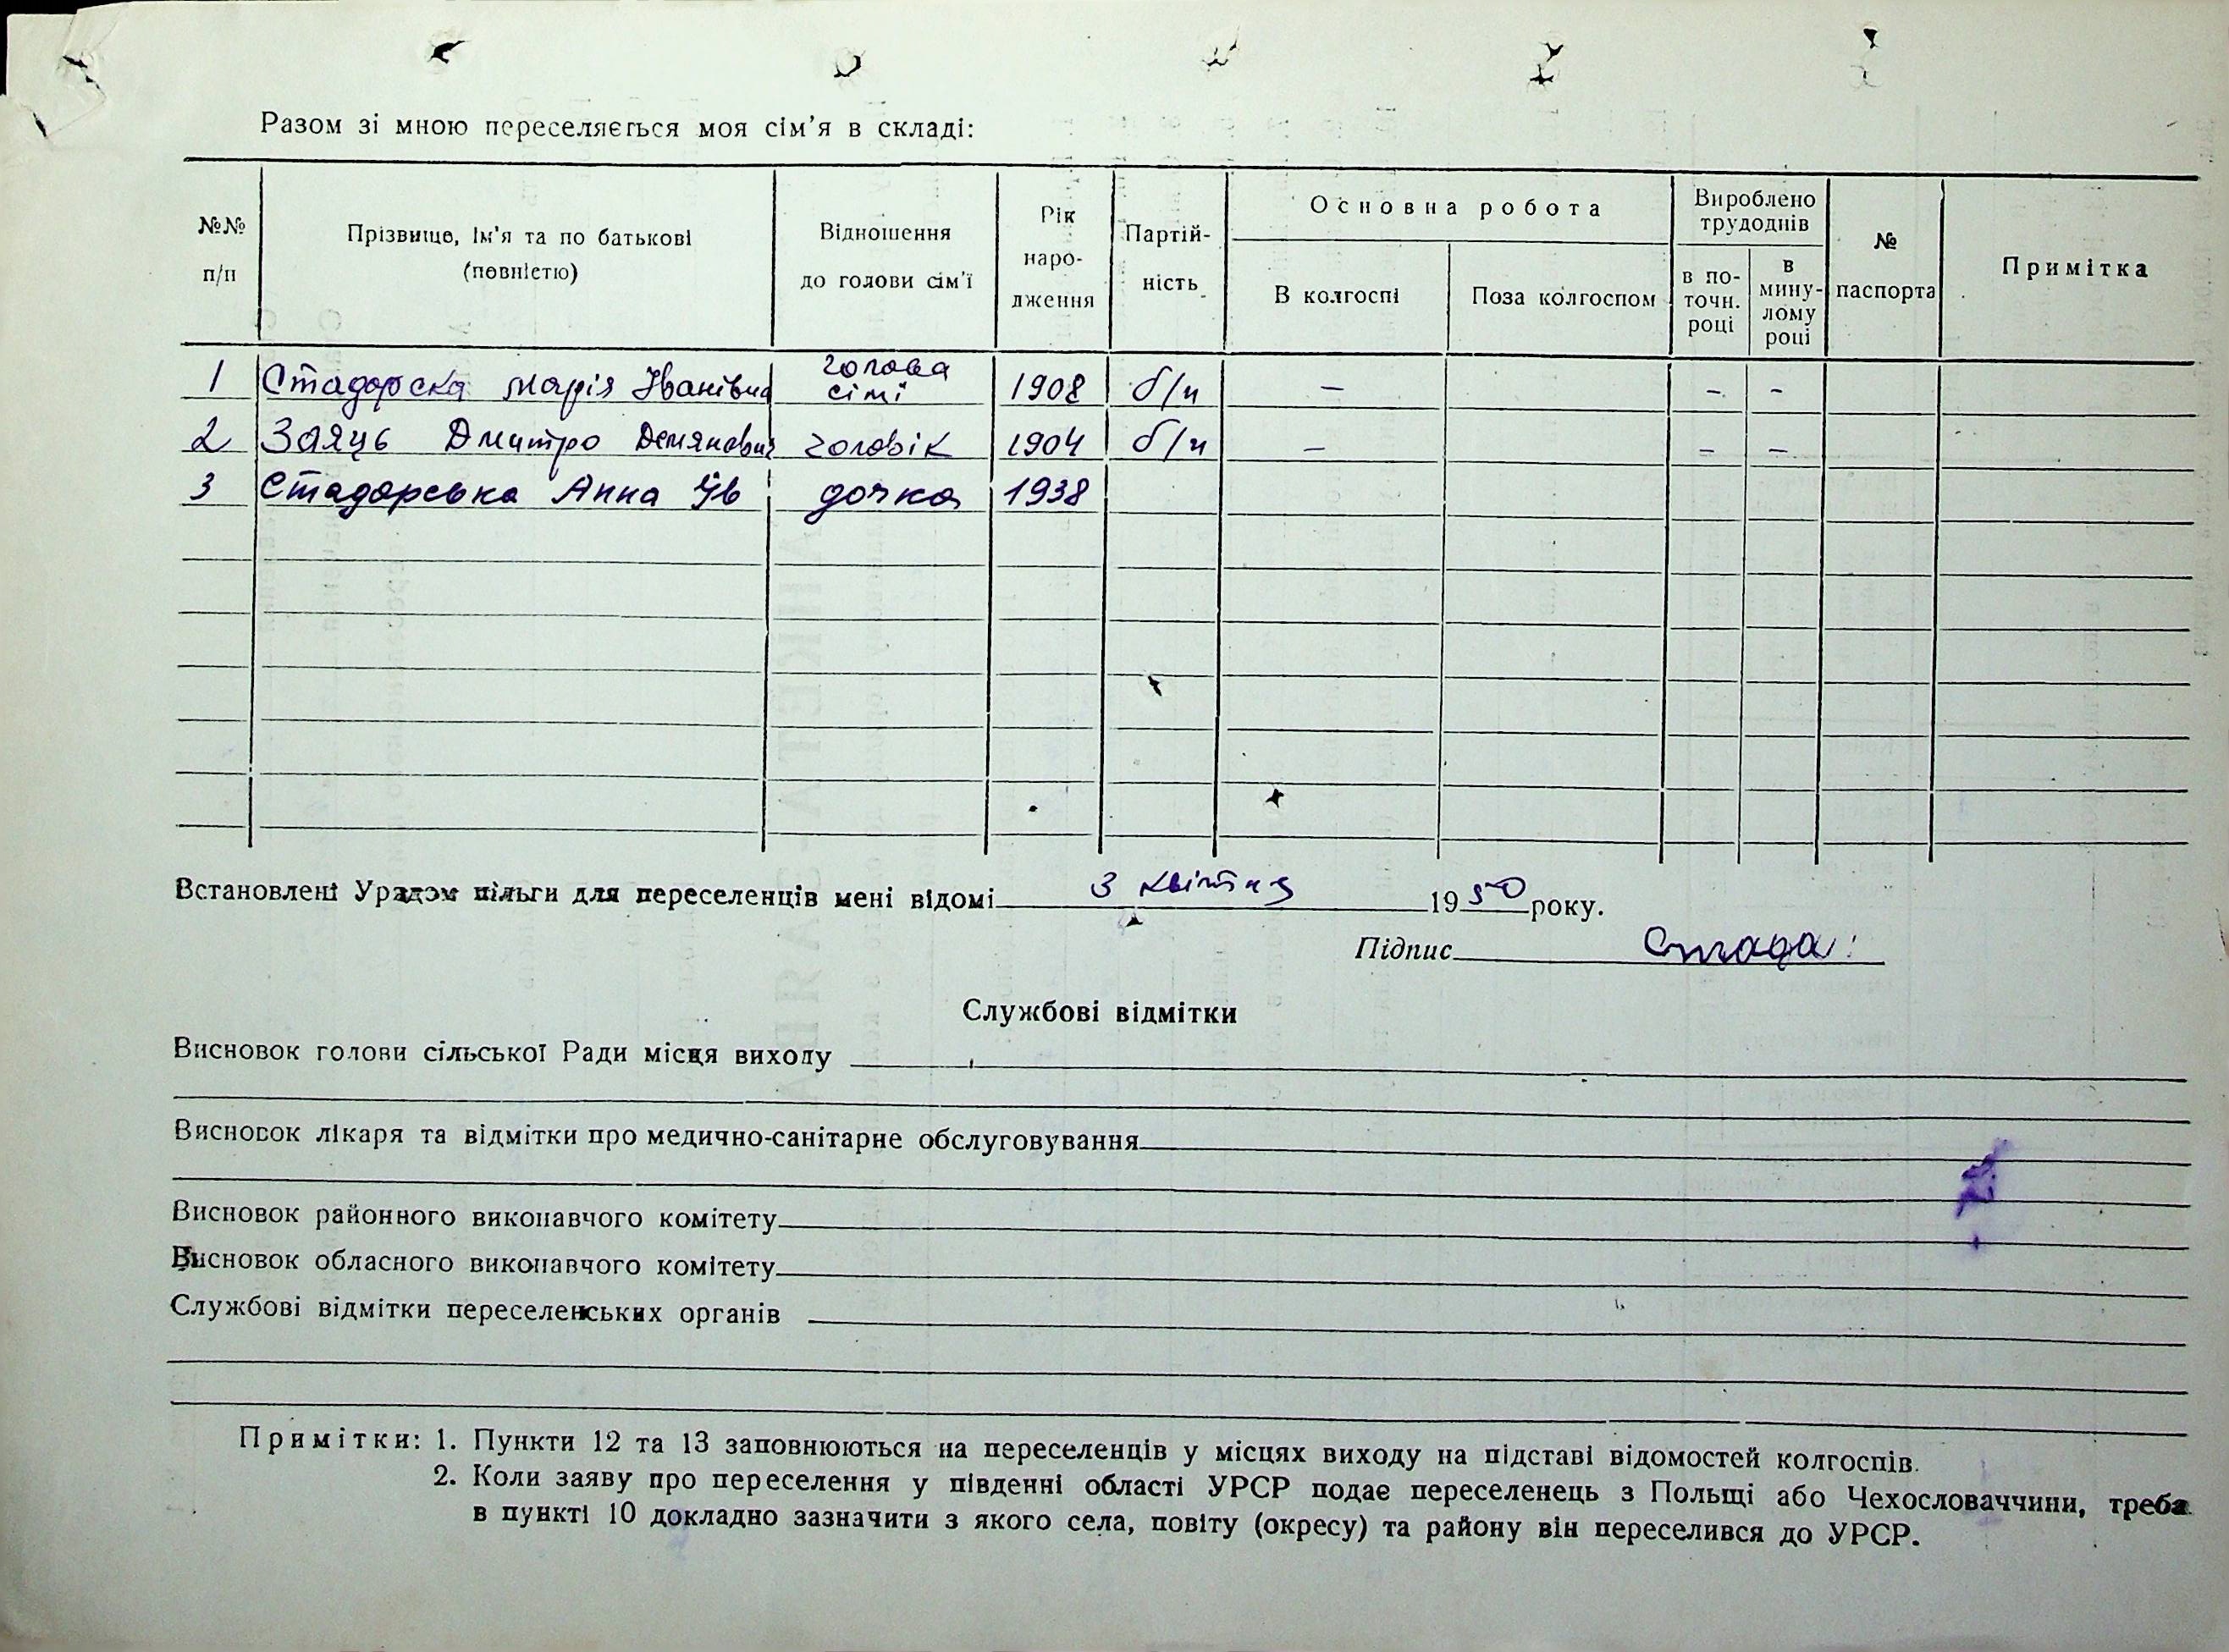 Разом зі мною переселяється моя сім'я в складі:
№№ п/п
Прізвище, ім'я та по батькові (повністю)
Відношення до голови сім'ї
Рік народження
Партійність
Основна робота
В колгоспі
Поза колгоспом
Вироблено трудоднів
в поточн. році
в минулому році
№ паспорта
Примітка
1 Стадорска Марія Іванівна голова сімї 1908 б/п – – –
2 Заяць Дмитро Демянович чоловік 1904 б/п – – –
3 Стадорська Анна Ів дочка 1938
Встановлені Урядом пільги для переселенців мені відомі 3 квітня 1950 року.
Підпис Стада
Службові відмітки
Висновок голови сільської Ради місця виходу
Висновок лікаря та відмітки про медично-санітарне обслуговування
Висновок районного виконавчого комітету
Висновок обласного виконавчого комітету
Службові відмітки переселенських органів
Примітки: 1. Пункти 12 та 13 заповнюються на переселенців у місцях виходу на підставі відомостей колгоспів.
2. Коли заяву про переселення у південні області УРСР подає переселенець з Польщі або Чехословаччини, треба
в пункті 10 докладно зазначити з якого села, повіту (окресу) та району він переселився до УРСР.